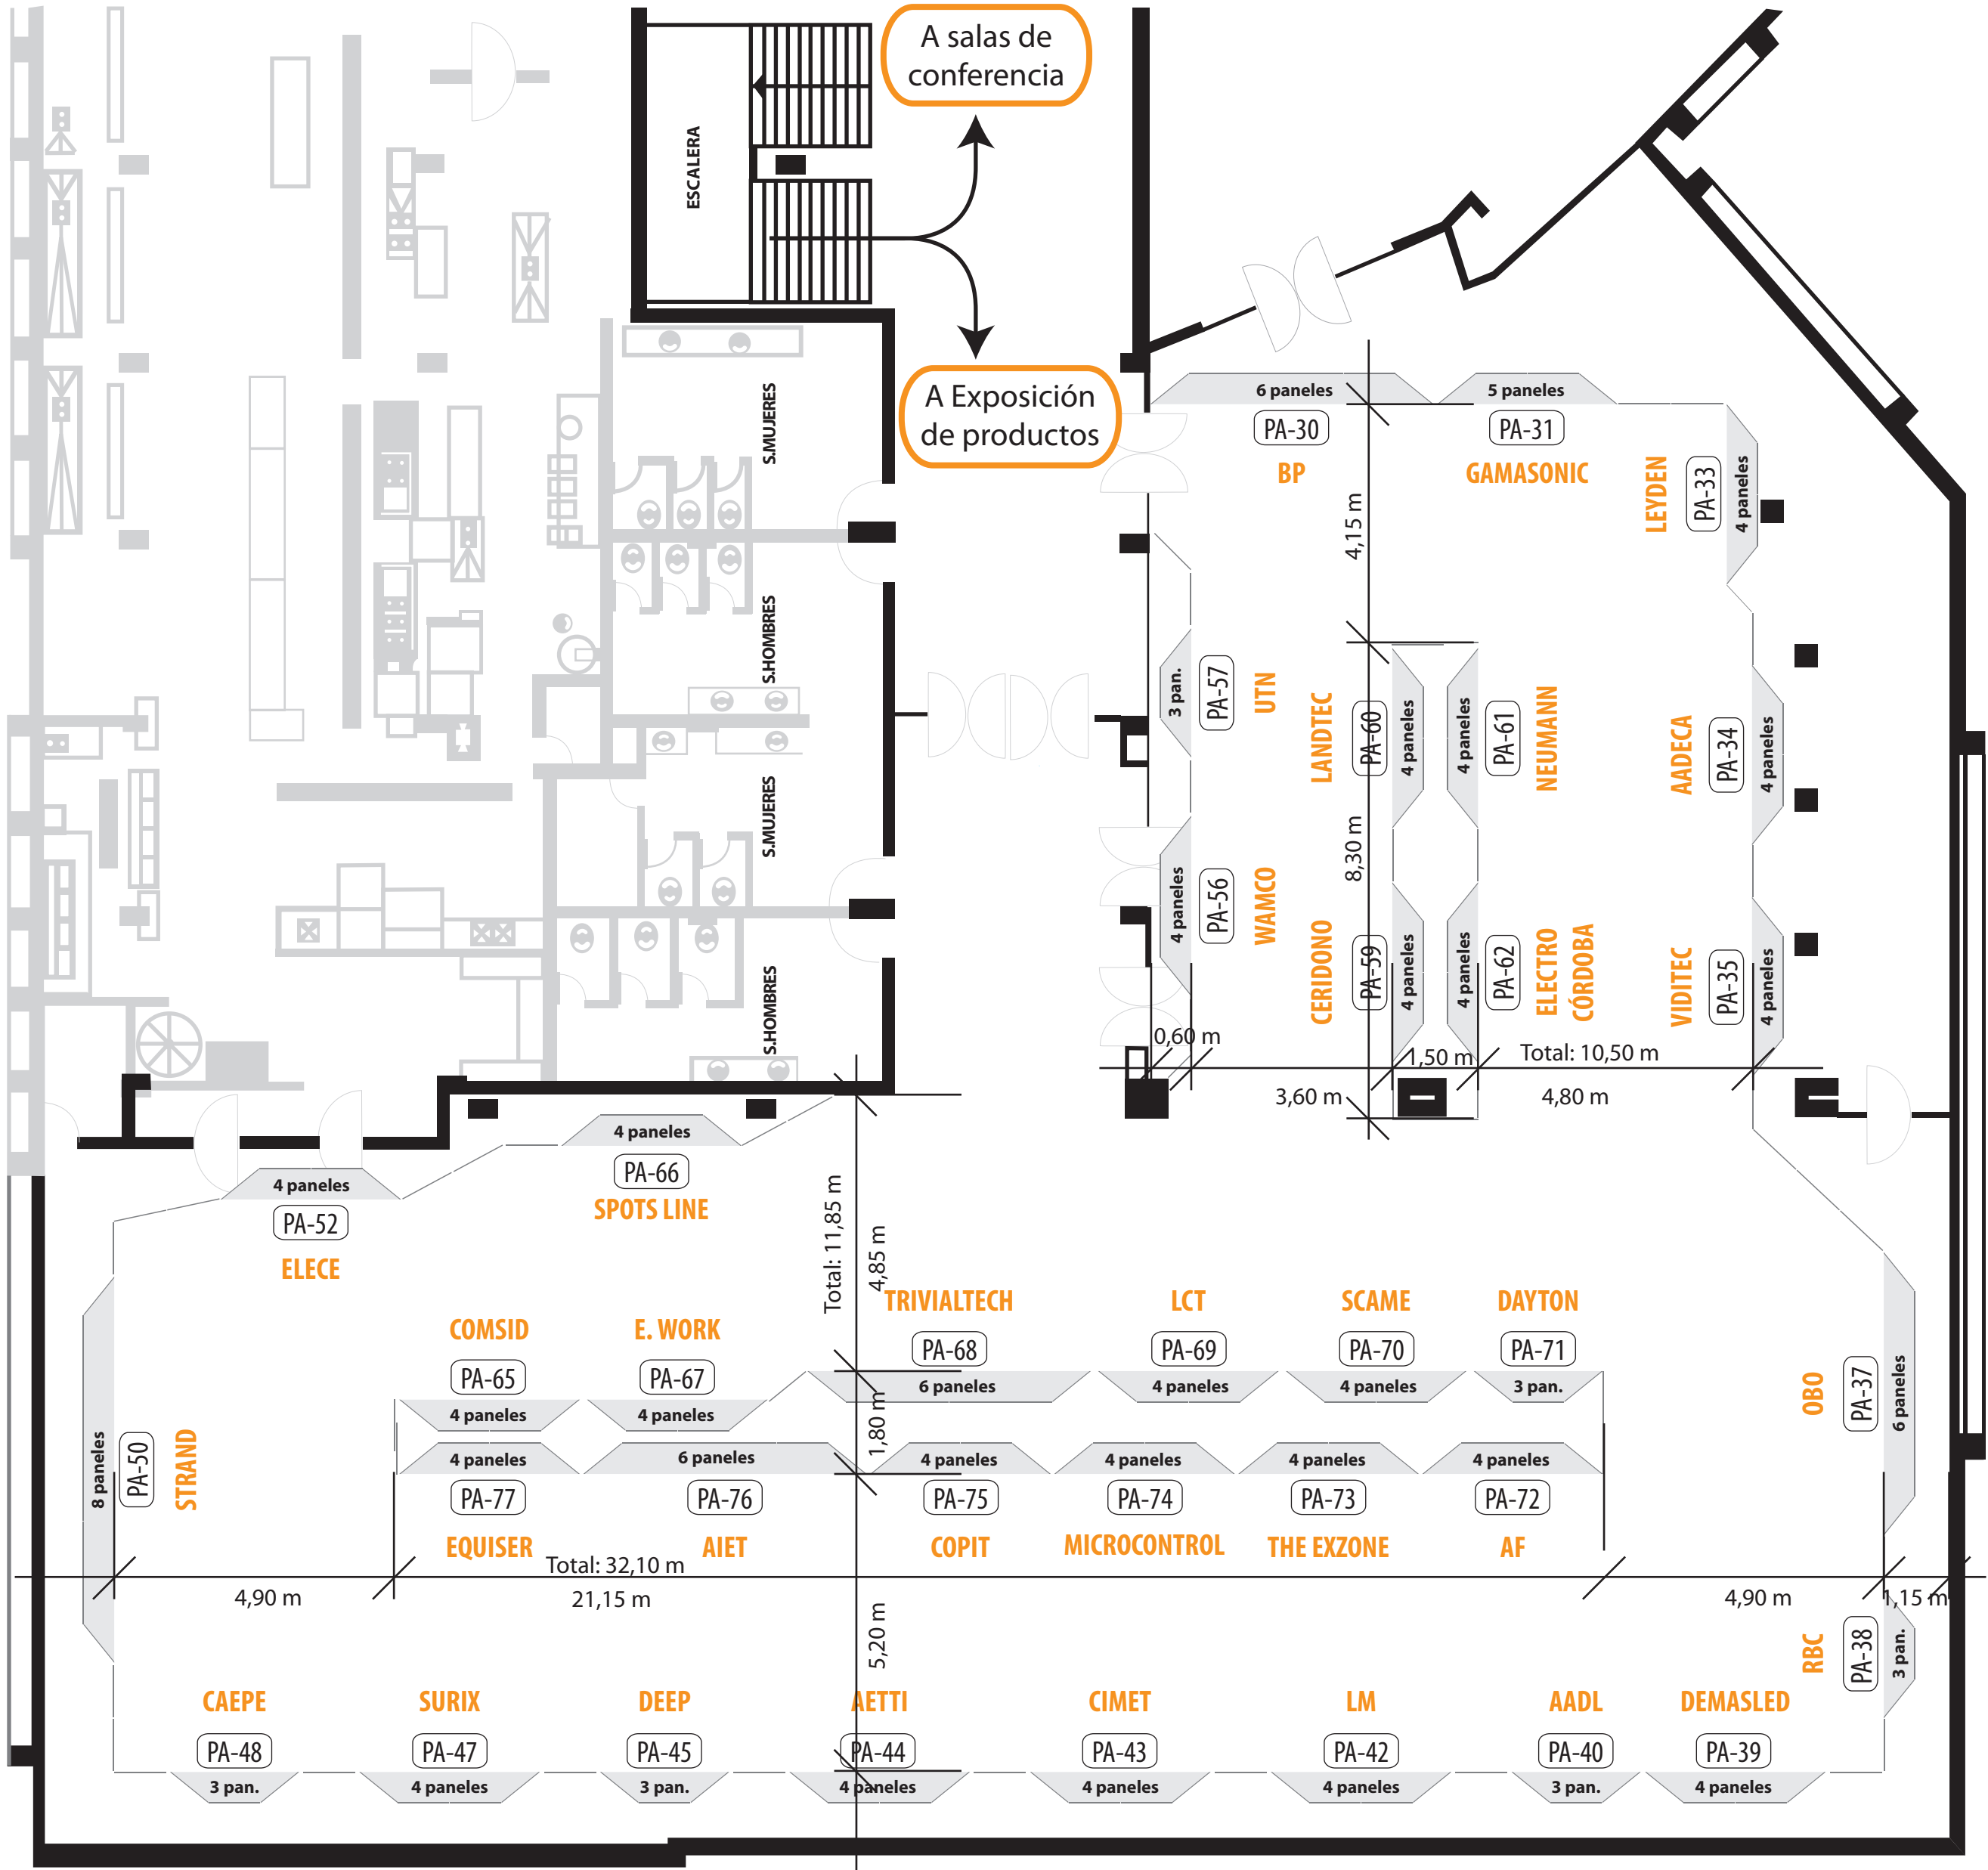 A salas de
conferencia
ESCALERA
A Exposición
de productos
S.MUJERES
S.HOMBRES
S.MUJERES
S.HOMBRES
6 paneles
PA-30
BP
5 paneles
PA-31
GAMASONIC
LEYDEN
PA-33
4 paneles
4,15 m
3 pan.
PA-57
UTN
LANDTEC
PA-60
4 paneles
4 paneles
PA-61
NEUMANN
AADECA
PA-34
4 paneles
8,30 m
4 paneles
PA-56
WAMCO
CERIDONO
PA-59
4 paneles
4 paneles
PA-62
ELECTRO
CÓRDOBA
VIDITEC
PA-35
4 paneles
0,60 m
1,50 m
Total: 10,50 m
3,60 m
4,80 m
4 paneles
PA-66
SPOTS LINE
4 paneles
PA-52
ELECE
Total: 11,85 m
4,85 m
TRIVIALTECH
LCT
SCAME
DAYTON
COMSID
E. WORK
PA-68
PA-69
PA-70
PA-71
PA-65
PA-67
6 paneles
4 paneles
4 paneles
3 pan.
4 paneles
4 paneles
1,80 m
OBO
PA-37
6 paneles
8 paneles
PA-50
STRAND
4 paneles
6 paneles
4 paneles
4 paneles
4 paneles
4 paneles
PA-77
PA-76
PA-75
PA-74
PA-73
PA-72
EQUISER
AIET
COPIT
MICROCONTROL
THE EXZONE
AF
Total: 32,10 m
4,90 m
21,15 m
4,90 m
1,15 m
5,20 m
RBC
PA-38
3 pan.
CAEPE
SURIX
DEEP
AETTI
CIMET
LM
AADL
DEMASLED
PA-48
PA-47
PA-45
PA-44
PA-43
PA-42
PA-40
PA-39
3 pan.
4 paneles
3 pan.
4 paneles
4 paneles
4 paneles
3 pan.
4 paneles